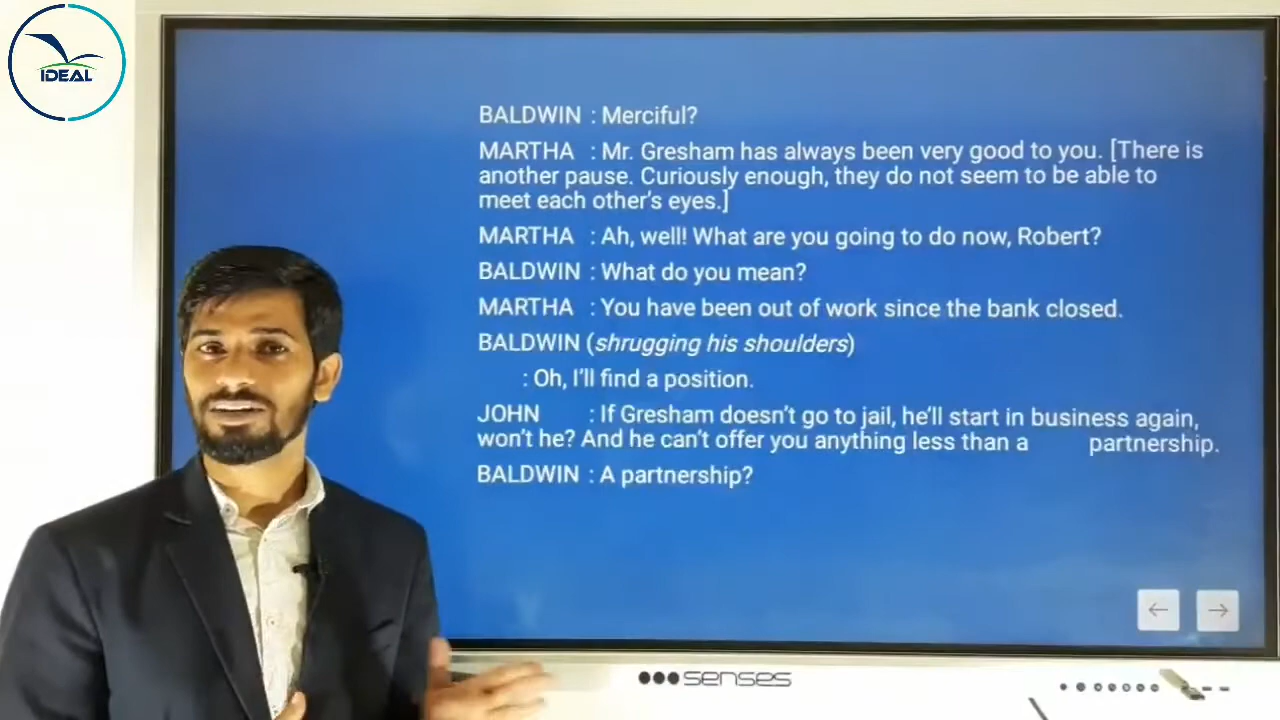 IDEAL
BALDWIN : Merciful?
MARTHA : Mr. Gresham has always been very good to you. [There is
another pause. Curiously enough, they do not seem to be able to
meet each other's eyes.]
MARTHA : Ah, well! What are you going to do now, Robert?
BALDWIN : What do you mean?
MARTHA : You have been out of work since the bank closed.
BALDWIN (shrugging his shoulders)
: Oh, I'll find a position.
JOHN : If Gresham doesn't go to jail, he'll start in business again,
won't he? And he can't offer you anything less than a partnership.
BALDWIN : A partnership?
senses